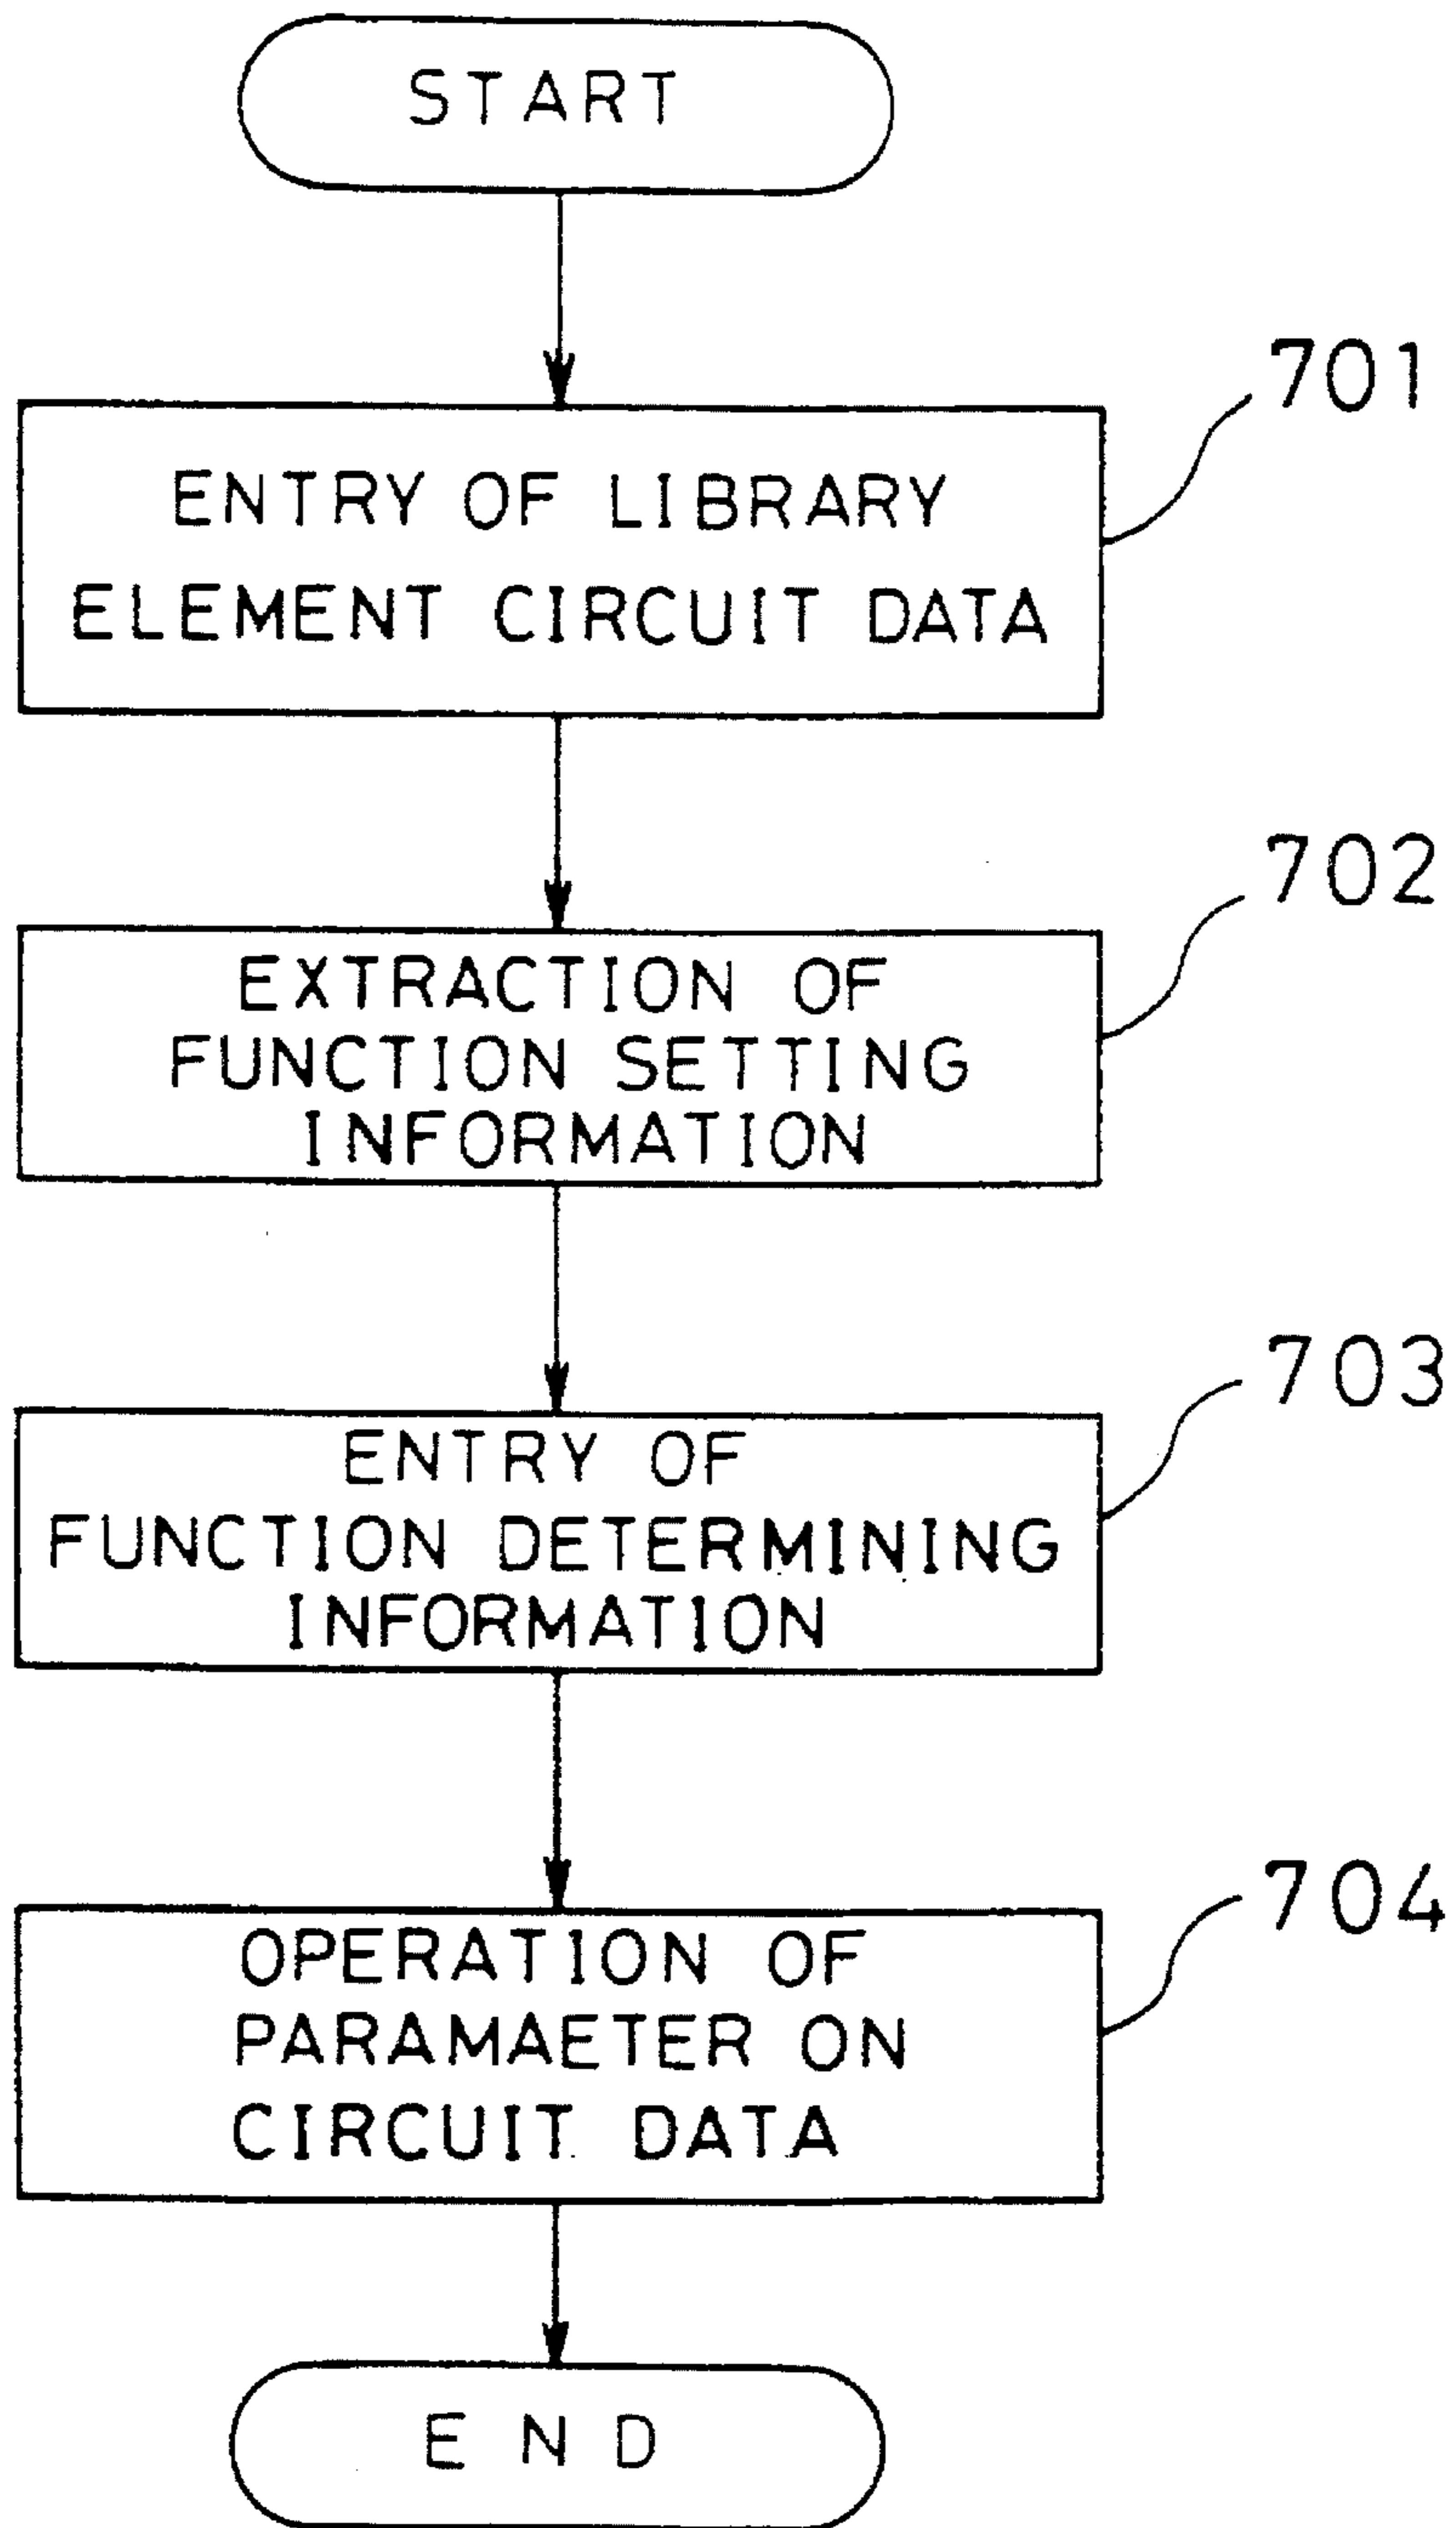 START
701
ENTRY OF LIBRARY
ELEMENT CIRCUIT DATA
702
EXTRACTION OF
FUNCTION SETTING
INFORMATION
703
ENTRY OF
FUNCTION DETERMINING
INFORMATION
704
OPERATION OF
PARAMAETER ON
CIRCUIT DATA
END